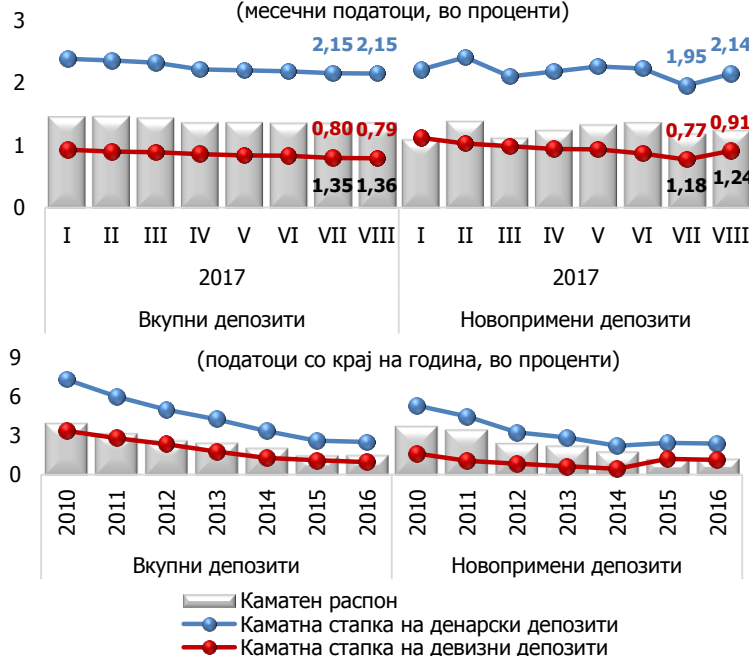 (месечни податоци, во проценти)
3
2
1
0
2,15 2,15
0,80 0,79
1,35 1,36
1,95 2,14
0,77 0,91
1,18 1,24
I II III IV V VI VII VIII I II III IV V VI VII VIII
2017 2017
Вкупни депозити Новопримени депозити
(податоци со крај на година, во проценти)
9
6
3
0
2010 2011 2012 2013 2014 2015 2016 2010 2011 2012 2013 2014 2015 2016
Вкупни депозити Новопримени депозити
Каматен распон
Каматна стапка на денарски депозити
Каматна стапка на девизни депозити